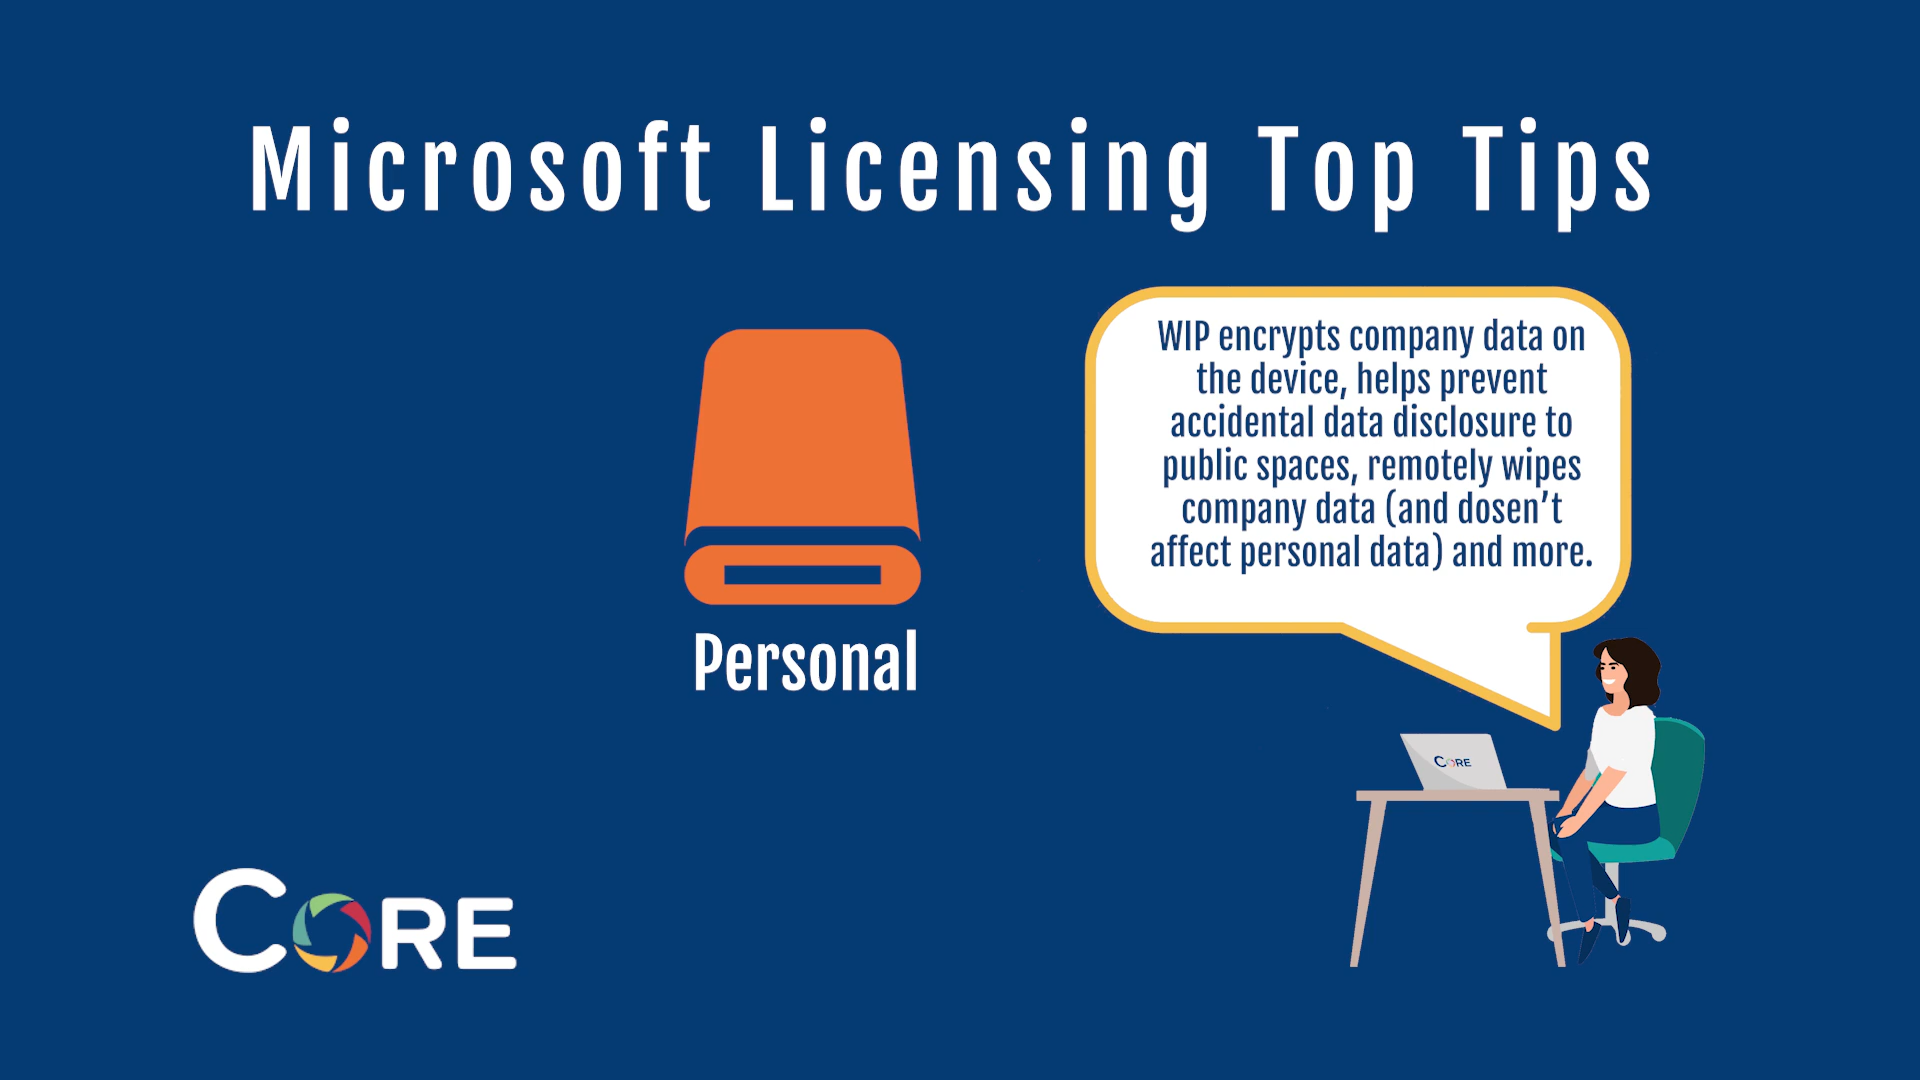 Microsoft Licensing Top Tips
WIP encrypts company data on
the device, helps prevent
accidental data disclosure to
public spaces, remotely wipes
company data (and dosen't
affect personal data) and more.
Personal
CORE
CORE